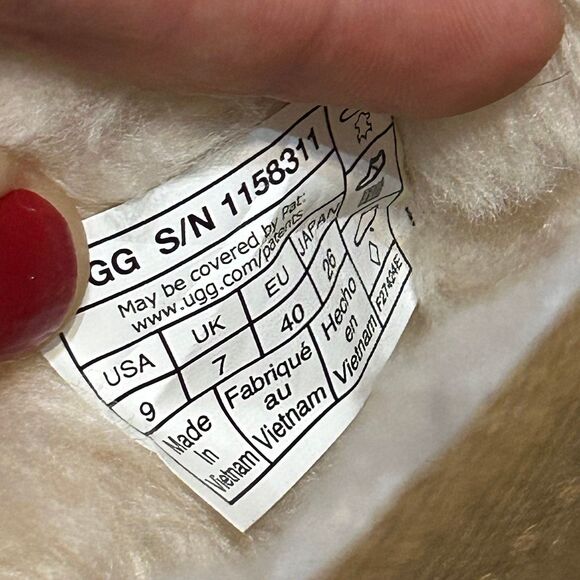 GG S/N 1158311
May be covered by Pat:
www.ugg.com/patents
USA UK EU JAPAN
9 7 40 26
Made
in
Vietnam
Fabriqué
au
Vietnam
Hecho
en
Vietnam